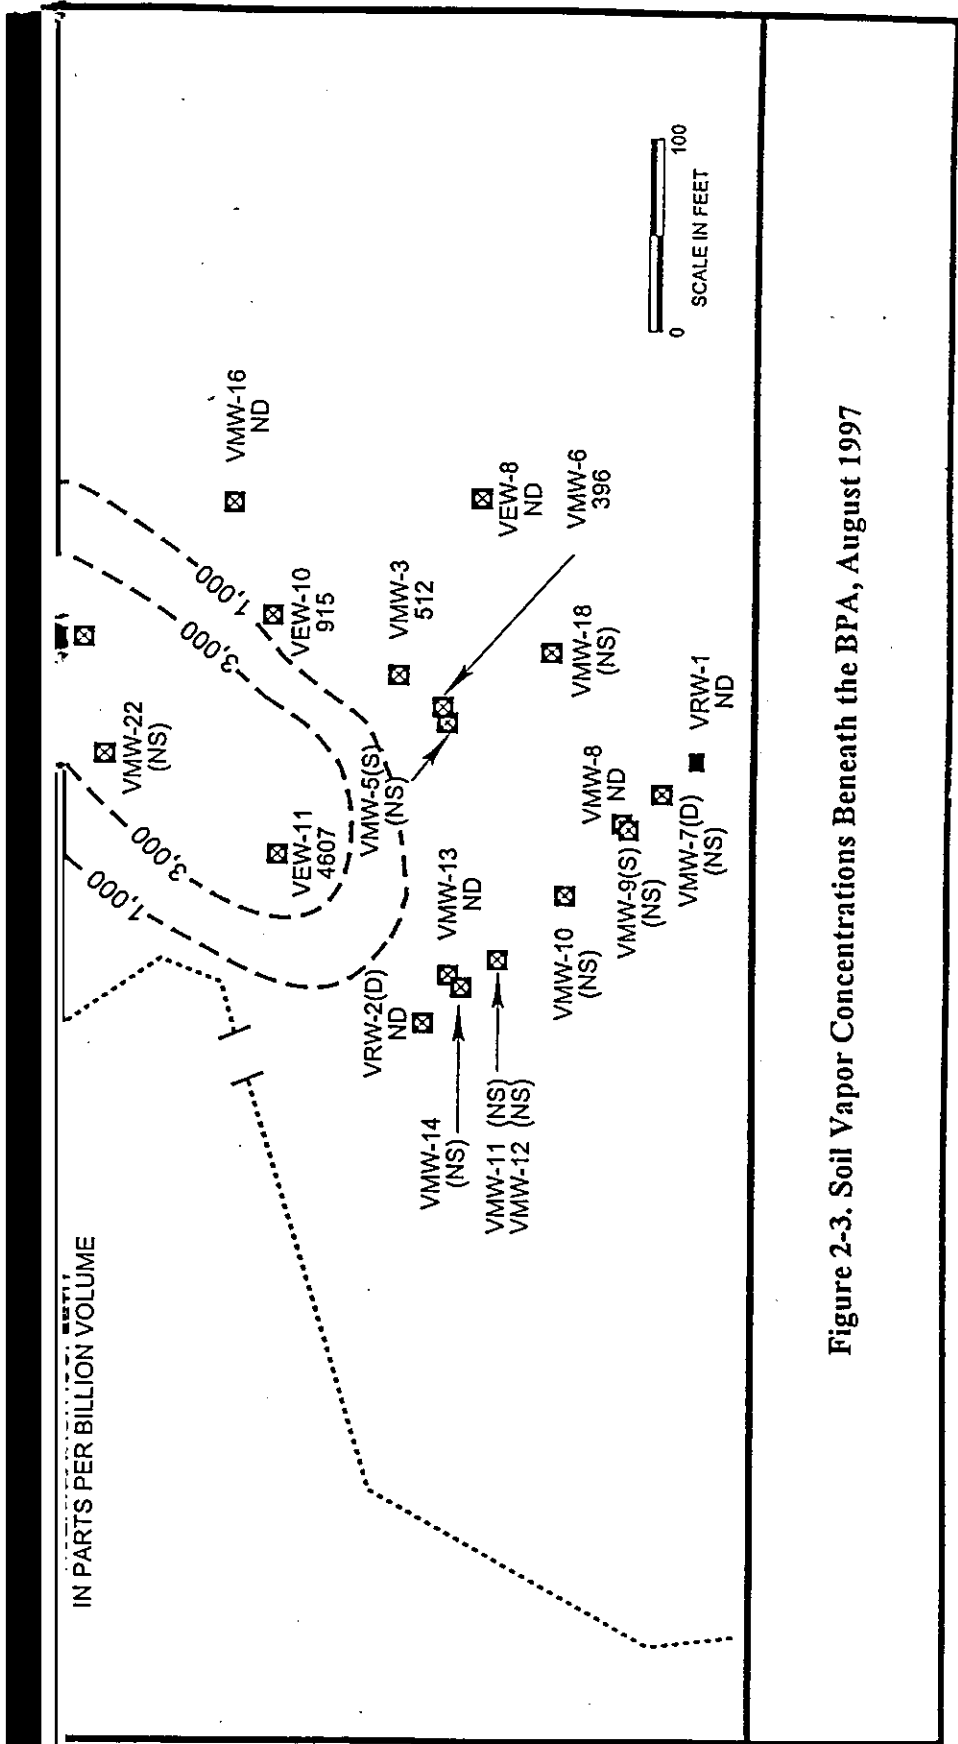 IN PARTS PER BILLION VOLUME
VMW-22
(NS)
1,000
3,000
3,000
1,000
VMW-16
ND
VEW-11
4607
VEW-10
915
VRW-2(D)
ND
VMW-5(S)
(NS)
VMW-3
512
VMW-14
(NS)
VMW-13
ND
VMW-11 (NS)
VMW-12 (NS)
VEW-8
ND
VMW-6
396
VMW-10
(NS)
VMW-8
ND
VMW-18
(NS)
VMW-9(S)
(NS)
VMW-7(D)
(NS)
VRW-1
ND
0
100
SCALE IN FEET
Figure 2-3. Soil Vapor Concentrations Beneath the BPA, August 1997